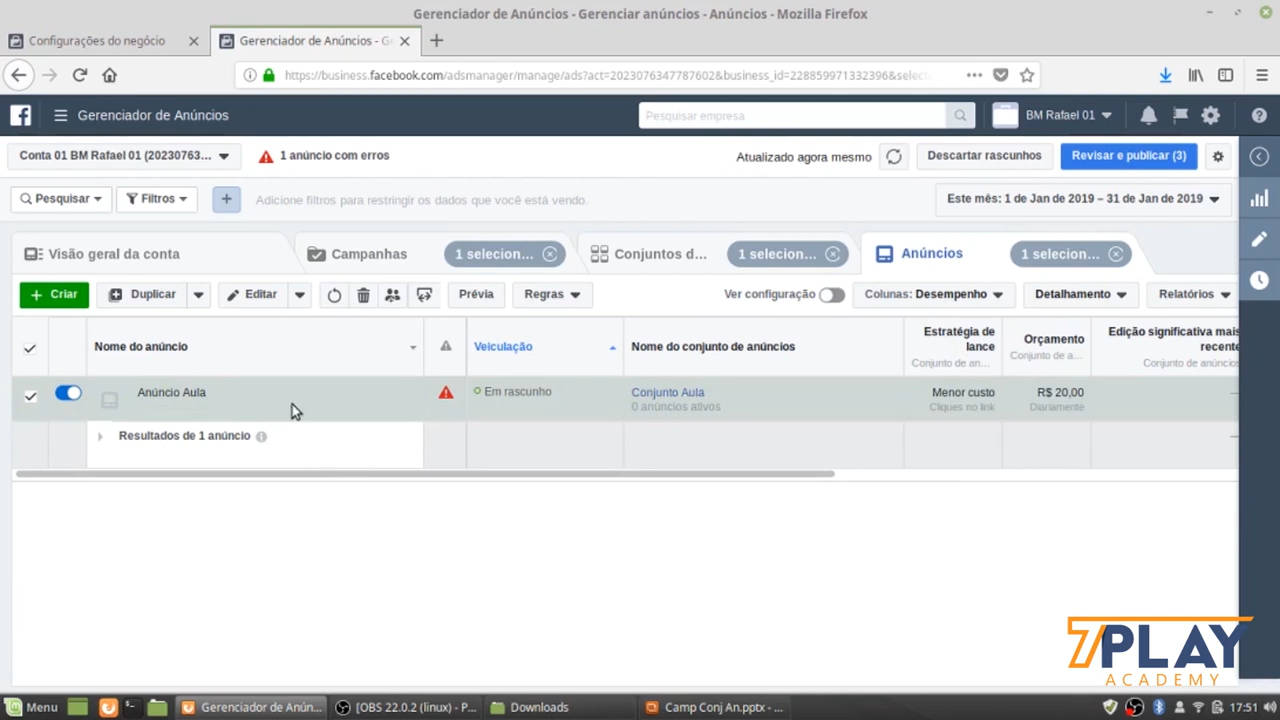 Gerenciador de Anúncios - Gerenciar anúncios - Anúncios - Mozilla Firefox
Configurações do negócio
Gerenciador de Anúncios - G
https://business.facebook.com/adsmanager/manage/ads?act=2023076347787602&business_id=228859971332396&selec
Gerenciador de Anúncios
Pesquisar empresa
BM Rafael 01
Conta 01 BM Rafael 01 (20230763...
1 anúncio com erros
Atualizado agora mesmo
Descartar rascunhos
Revisar e publicar (3)
Pesquisar
Filtros
Adicione filtros para restringir os dados que você está vendo.
Este mês: 1 de Jan de 2019 – 31 de Jan de 2019
Visão geral da conta
Campanhas
1 selecion...
Conjuntos d...
1 selecion...
Anúncios
1 selecion...
+ Criar
Duplicar
Editar
Prévia
Regras
Ver configuração
Colunas: Desempenho
Detalhamento
Relatórios
Nome do anúncio
Veiculação
Nome do conjunto de anúncios
Estratégia de
lance
Conjunto de an...
Orçamento
Conjunto de a...
Edição significativa mais
recente
Conjunto de anúncios
Anúncio Aula
Em rascunho
Conjunto Aula
0 anúncios ativos
Menor custo
Cliques no link
R$ 20,00
Diariamente
—
Resultados de 1 anúncio
—
7PLAY
ACADEMY
Menu
Gerenciador de Anún...
[OBS 22.0.2 (linux) - P...
Downloads
Camp Conj An.pptx - ...
17:51